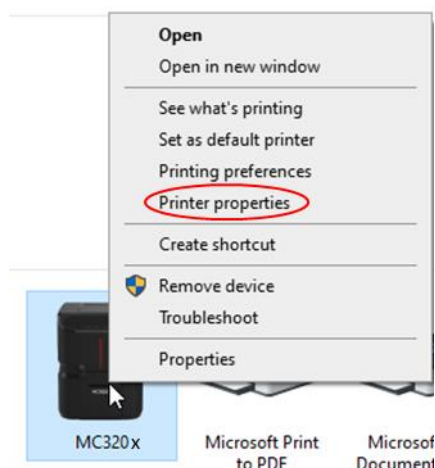 Open
Open in new window
See what's printing
Set as default printer
Printing preferences
Printer properties
Create shortcut
Remove device
Troubleshoot
Properties
MC320x
Microsoft Print
to PDF